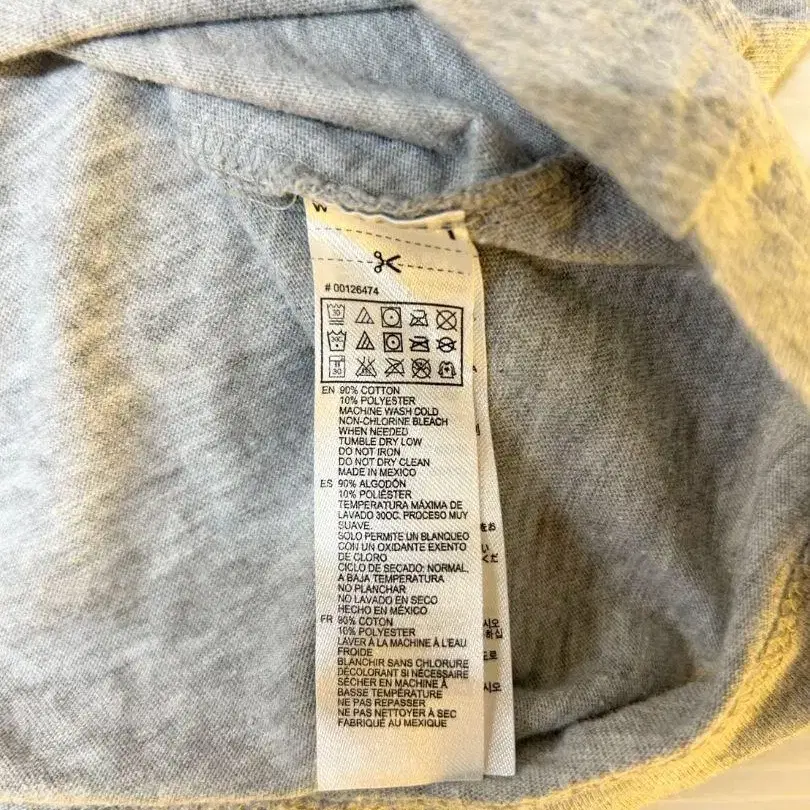 # 00126474
EN 90% COTTON
10% POLYESTER
MACHINE WASH COLD
NON-CHLORINE BLEACH
WHEN NEEDED
TUMBLE DRY LOW
DO NOT IRON
DO NOT DRY CLEAN
MADE IN MEXICO
ES 90% ALGODÓN
10% POLIÉSTER
TEMPERATURA MÁXIMA DE
LAVADO 30OC. PROCESO MUY
SUAVE.
SOLO PERMITE UN BLANQUEO
CON UN OXIDANTE EXENTO
DE CLORO
CICLO DE SECADO: NORMAL,
A BAJA TEMPERATURA
NO PLANCHAR
NO LAVADO EN SECO
HECHO EN MÉXICO
FR 90% COTON
10% POLYESTER
LAVER À LA MACHINE À L'EAU
FROIDE
BLANCHIR SANS CHLORURE
DÉCOLORANT SI NÉCESSAIRE
SÉCHER EN MACHINE À
BASSE TEMPÉRATURE
NE PAS REPASSER
NE PAS NETTOYER À SEC
FABRIQUÉ AU MEXIQUE